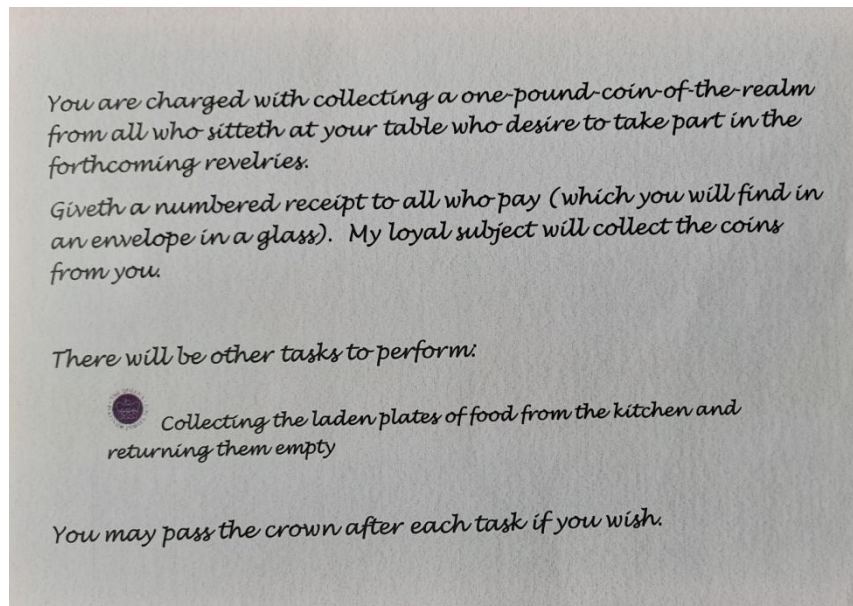 You are charged with collecting a one-pound-coin-of-the-realm
from all who sitteth at your table who desire to take part in the
forthcoming revelries.
Giveth a numbered receipt to all who pay (which you will find in
an envelope in a glass).  My loyal subject will collect the coins
from you.
There will be other tasks to perform:
Collecting the laden plates of food from the kitchen and
returning them empty
You may pass the crown after each task if you wish.